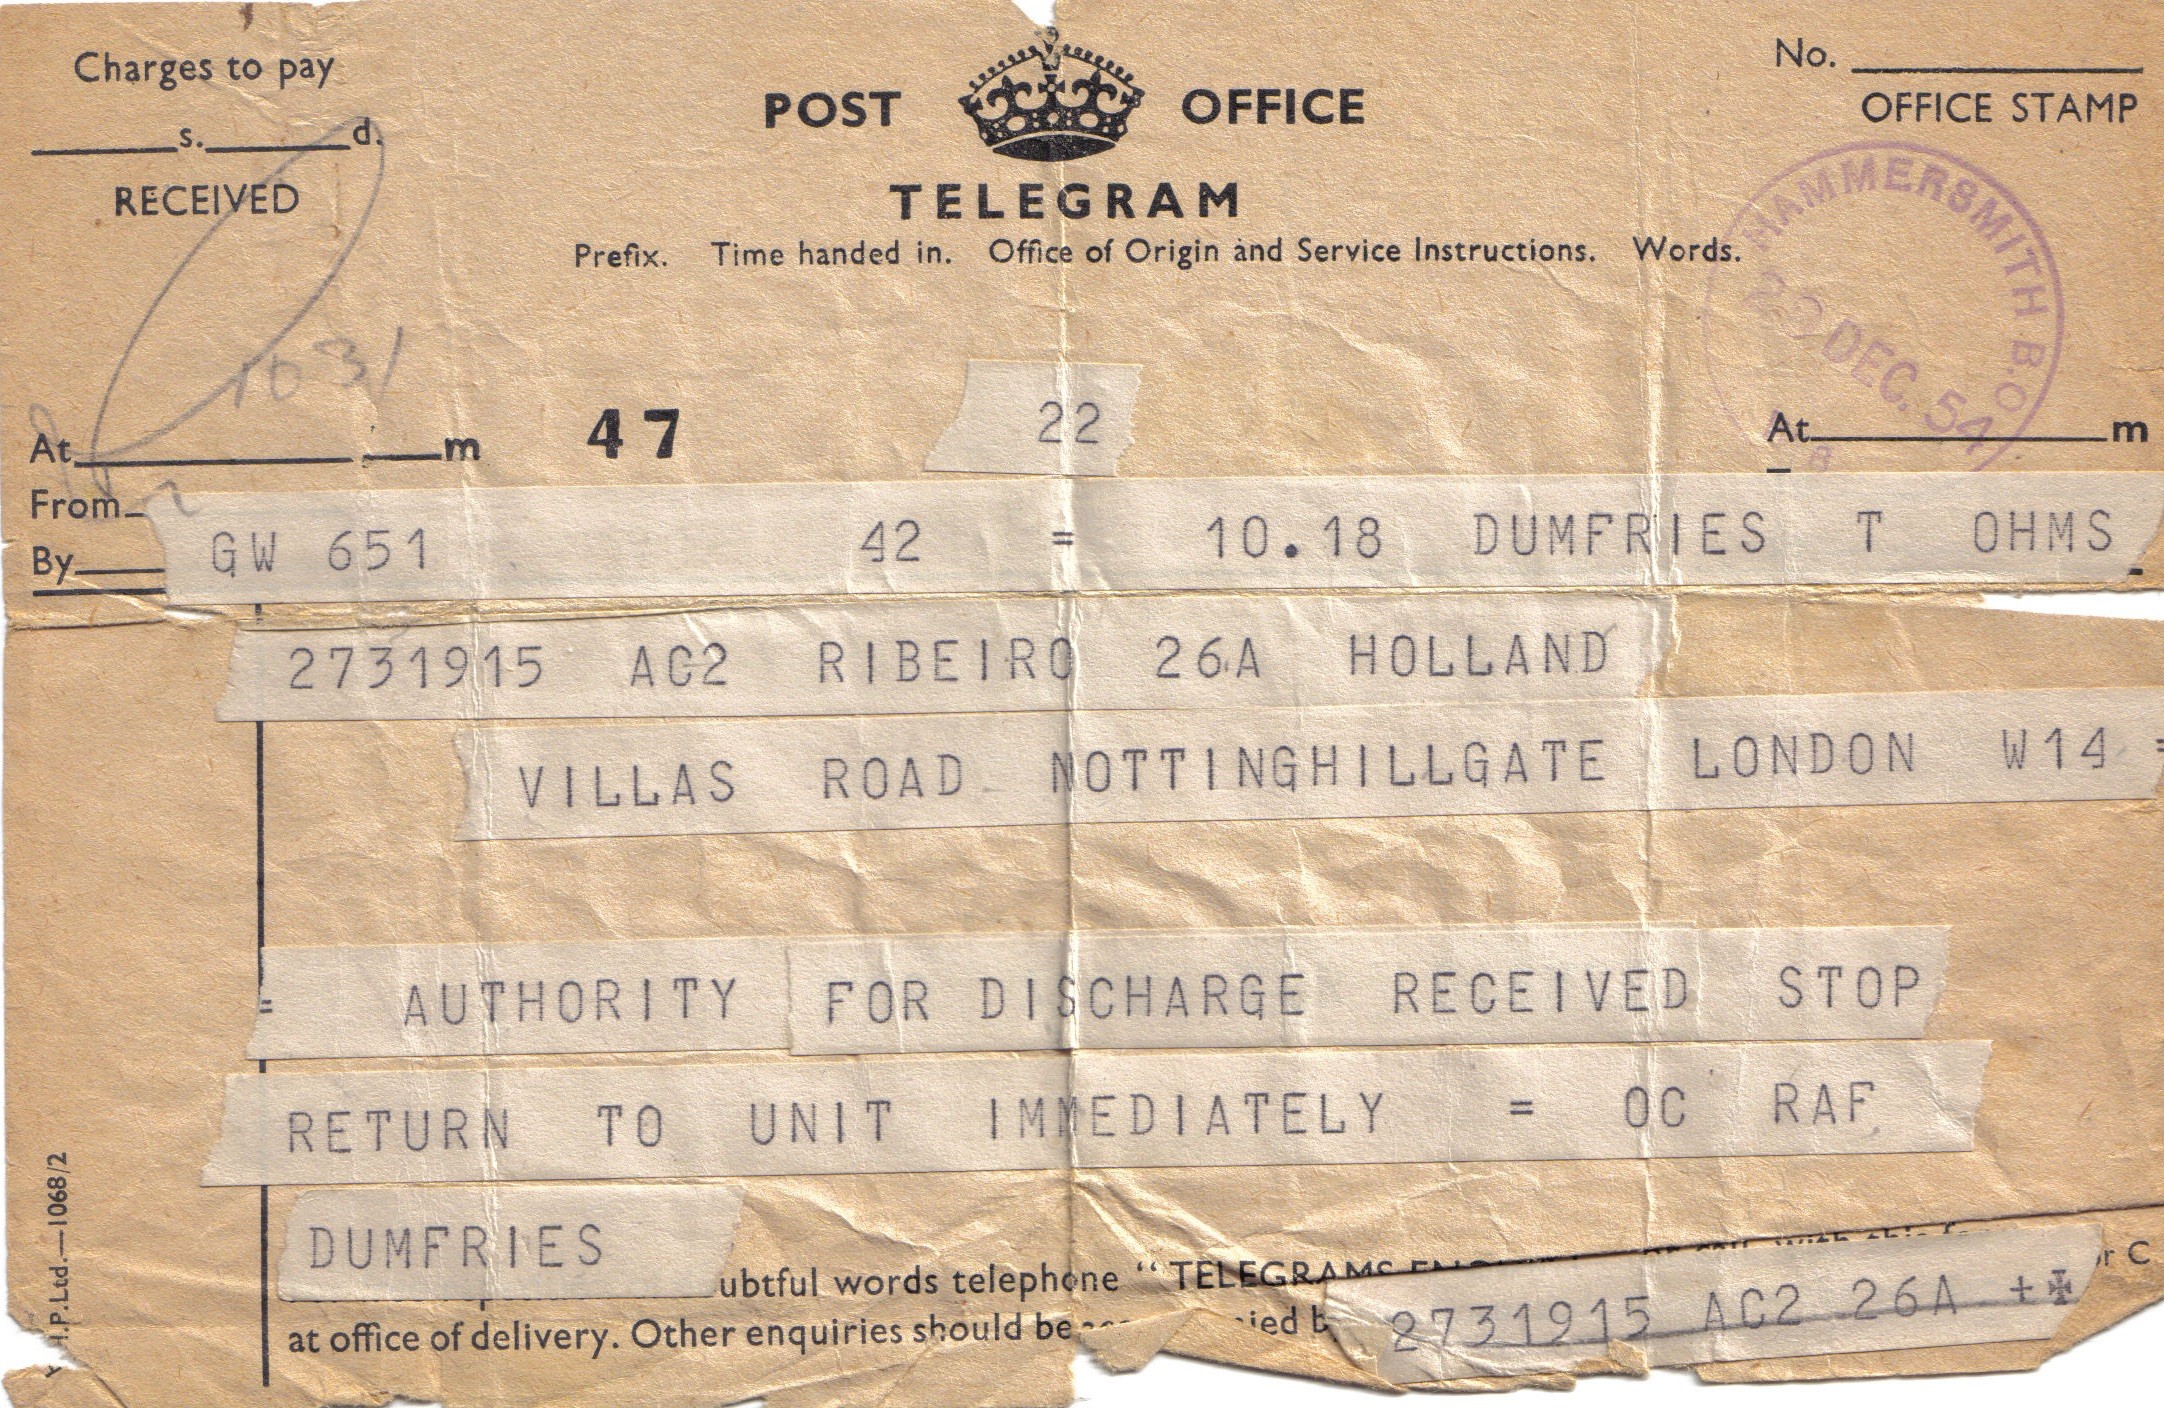 Charges to pay
s. d.
RECEIVED
POST OFFICE
TELEGRAM
Prefix. Time handed in. Office of Origin and Service Instructions. Words.
No.
OFFICE STAMP
HAMMERSMITH B.O.
DEC. 54
1031
At m
From
By
47
22
At m
GW 651 42 = 10.18 DUMFRIES T OHMS
2731915 AC2 RIBEIRO 26A HOLLAND
VILLAS ROAD NOTTINGHILLGATE LONDON W14 =
= AUTHORITY FOR DISCHARGE RECEIVED STOP
RETURN TO UNIT IMMEDIATELY = OC RAF
DUMFRIES
ubtful words telephone “ TELEGRAMS
at office of delivery. Other enquiries should be
2731915 AC2 26A +✠
H.P.Ltd.—1068/2